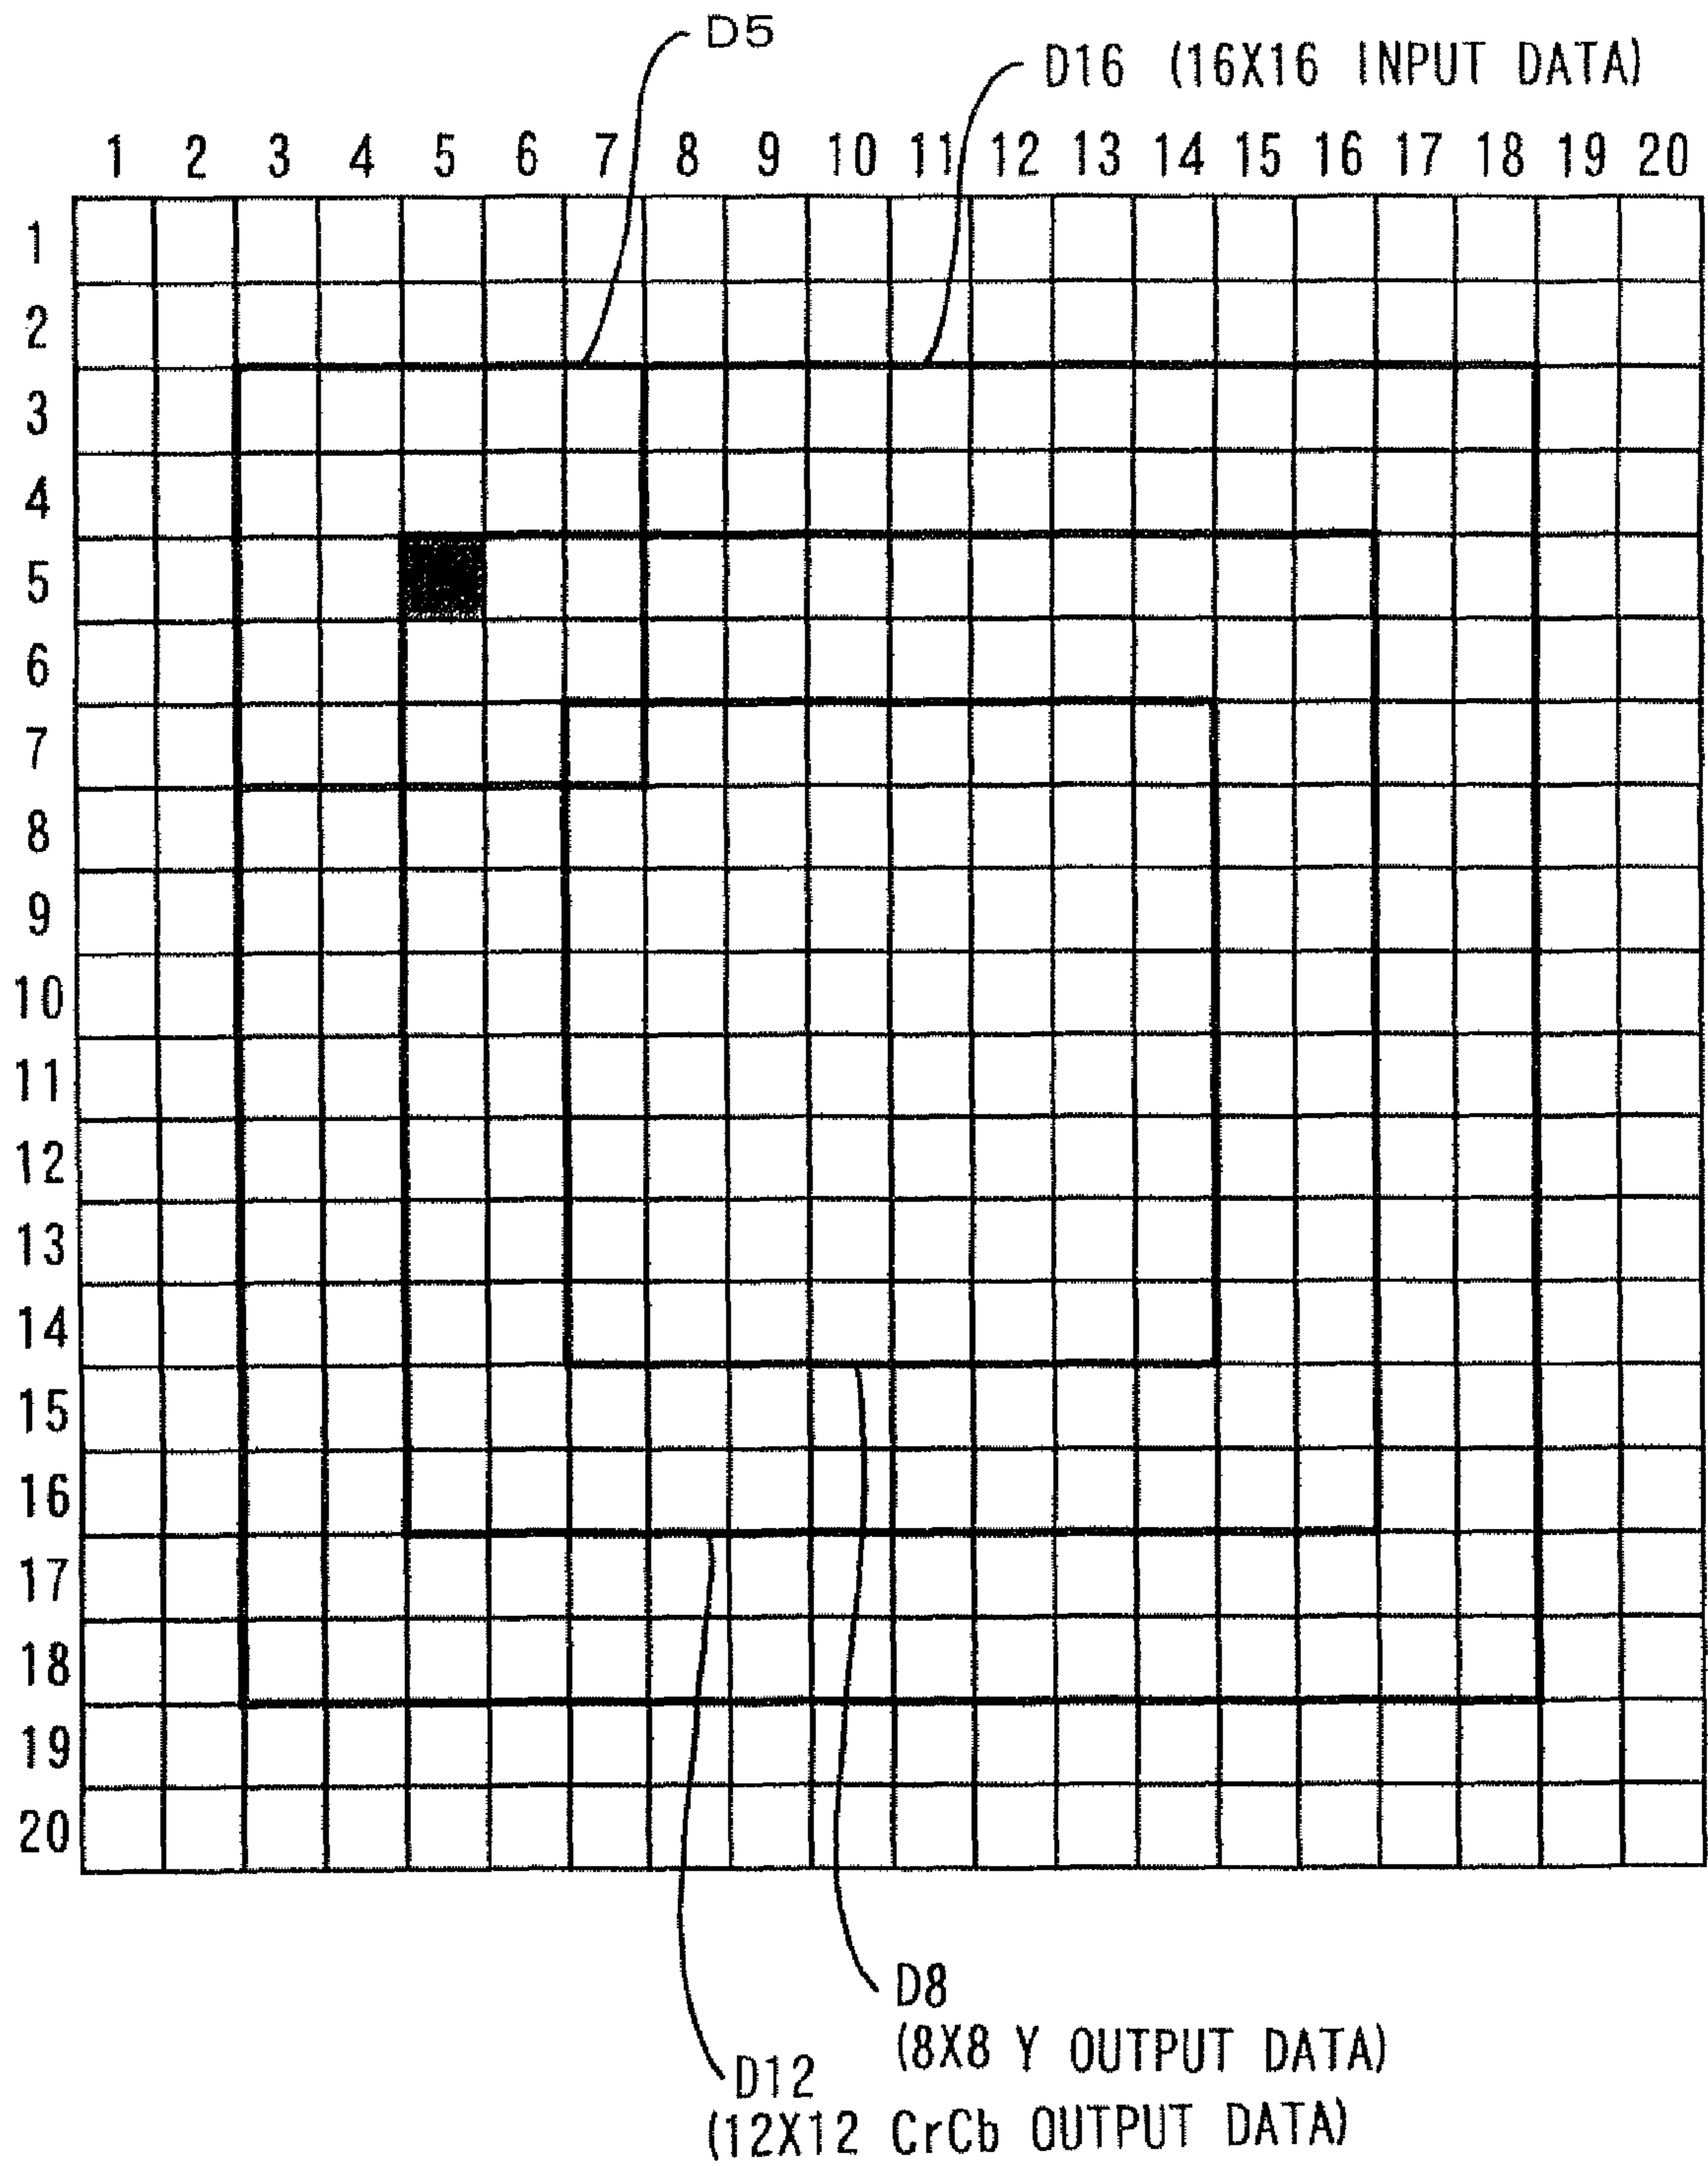 D5
D16 (16X16 INPUT DATA)
1 2 3 4 5 6 7 8 9 10 11 12 13 14 15 16 17 18 19 20
1
2
3
4
5
6
7
8
9
10
11
12
13
14
15
16
17
18
19
20
D8
(8X8 Y OUTPUT DATA)
D12
(12X12 CrCb OUTPUT DATA)